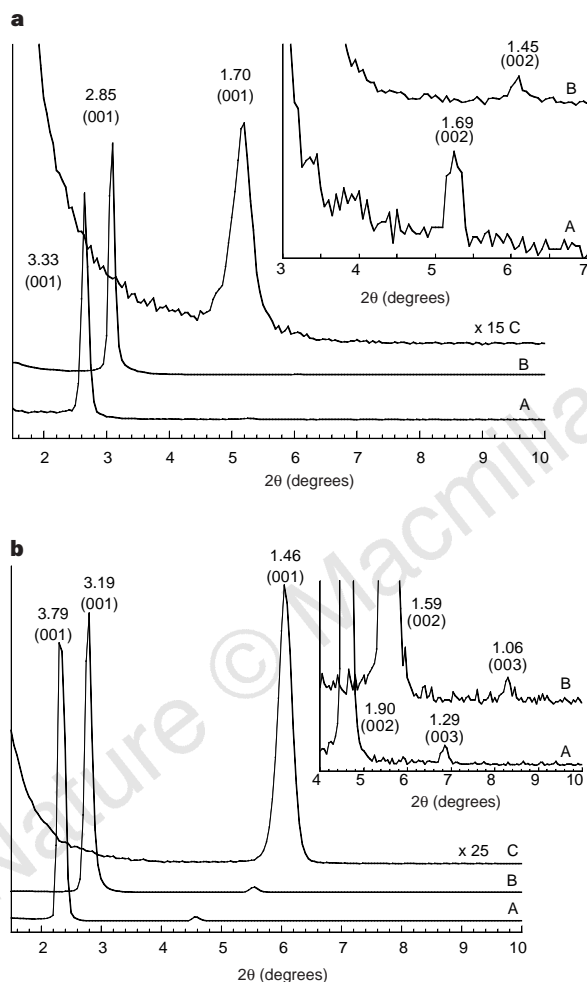 a
2.85
(001)
1.70
(001)
3.33
(001)
x 15 C
B
A
2 3 4 5 6 7 8 9 10
2θ (degrees)
1.45
(002)
B
1.69
(002)
A
3 4 5 6 7
2θ (degrees)
b
3.79
(001)
3.19
(001)
1.46
(001)
x 25 C
B
A
2 3 4 5 6 7 8 9 10
2θ (degrees)
1.59
(002)
1.06
(003)
B
1.90
(002)
1.29
(003)
A
4 5 6 7 8 9 10
2θ (degrees)
Nature © Macmilla